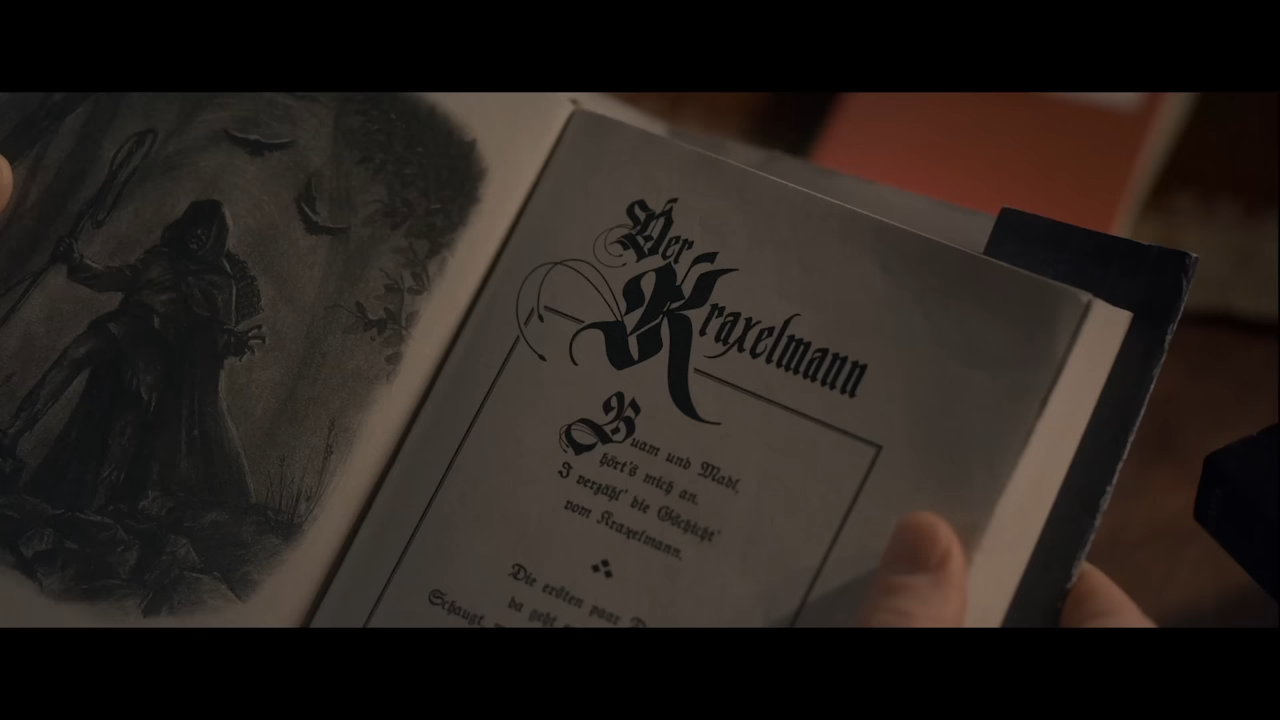 Der
Kraxelmann
Buam und Madl,
hört's mich an.
I verzähl' die Gschicht'
vom Kraxelmann.
Die ersten paar
da geht
Schaugt,